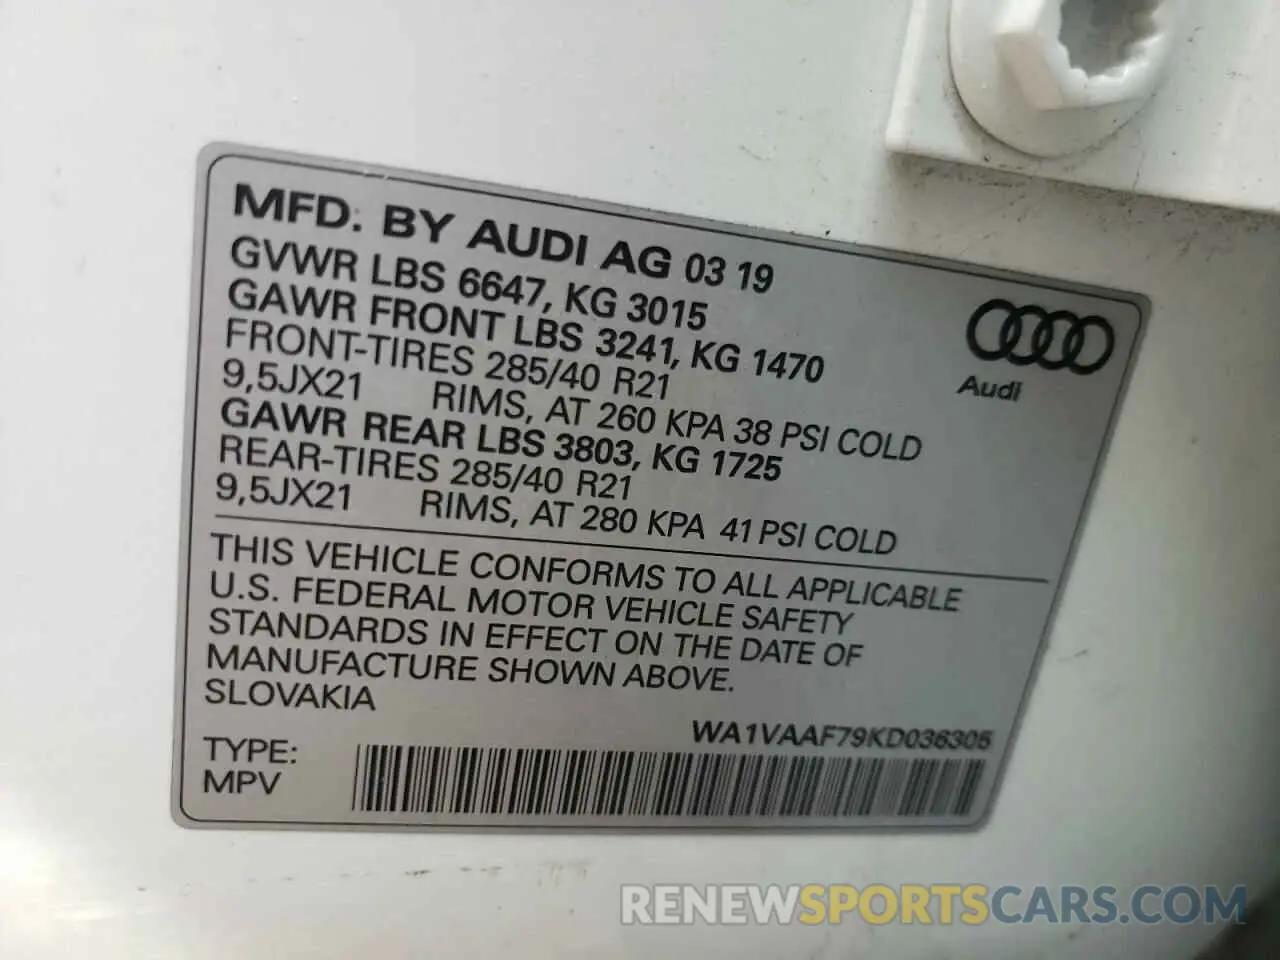 MFD. BY AUDI AG 03 19
GVWR LBS 6647, KG 3015
GAWR FRONT LBS 3241, KG 1470
FRONT-TIRES 285/40 R21
9,5JX21 RIMS, AT 260 KPA 38 PSI COLD
GAWR REAR LBS 3803, KG 1725
REAR-TIRES 285/40 R21
9,5JX21 RIMS, AT 280 KPA 41 PSI COLD
Audi
THIS VEHICLE CONFORMS TO ALL APPLICABLE
U.S. FEDERAL MOTOR VEHICLE SAFETY
STANDARDS IN EFFECT ON THE DATE OF
MANUFACTURE SHOWN ABOVE.
SLOVAKIA
WA1VAAF79KD036305
TYPE:
MPV
RENEWSPORTSCARS.COM